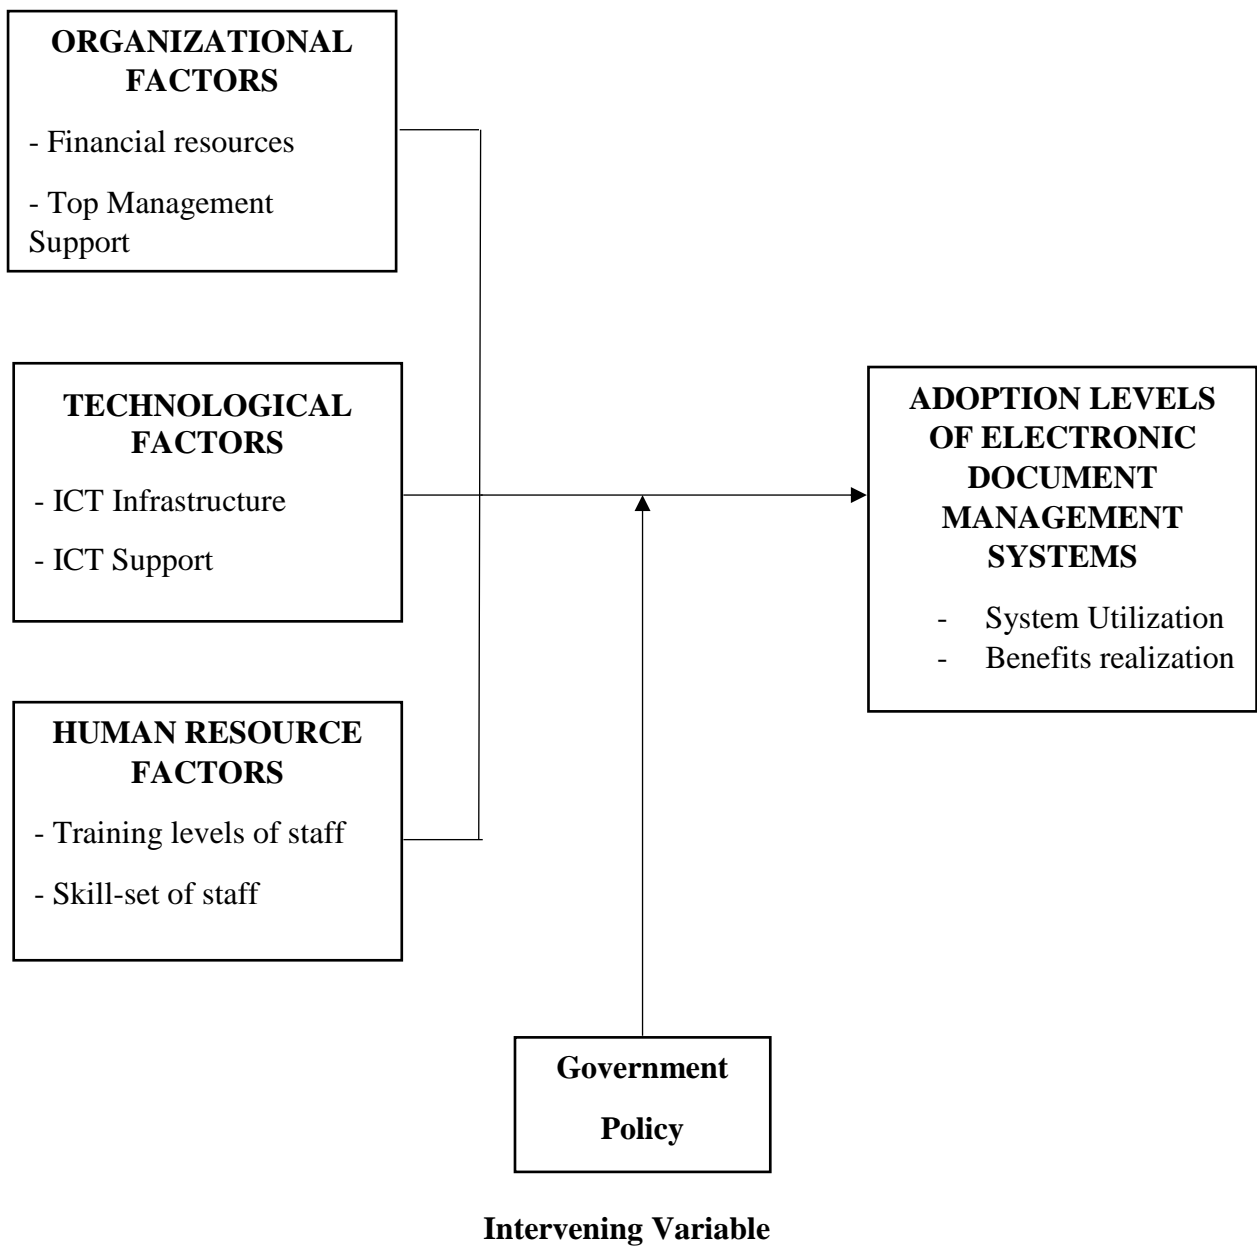 ORGANIZATIONAL
FACTORS
- Financial resources
- Top Management
Support
TECHNOLOGICAL
FACTORS
- ICT Infrastructure
- ICT Support
HUMAN RESOURCE
FACTORS
- Training levels of staff
- Skill-set of staff
ADOPTION LEVELS
OF ELECTRONIC
DOCUMENT
MANAGEMENT
SYSTEMS
- System Utilization
- Benefits realization
Government
Policy
Intervening Variable